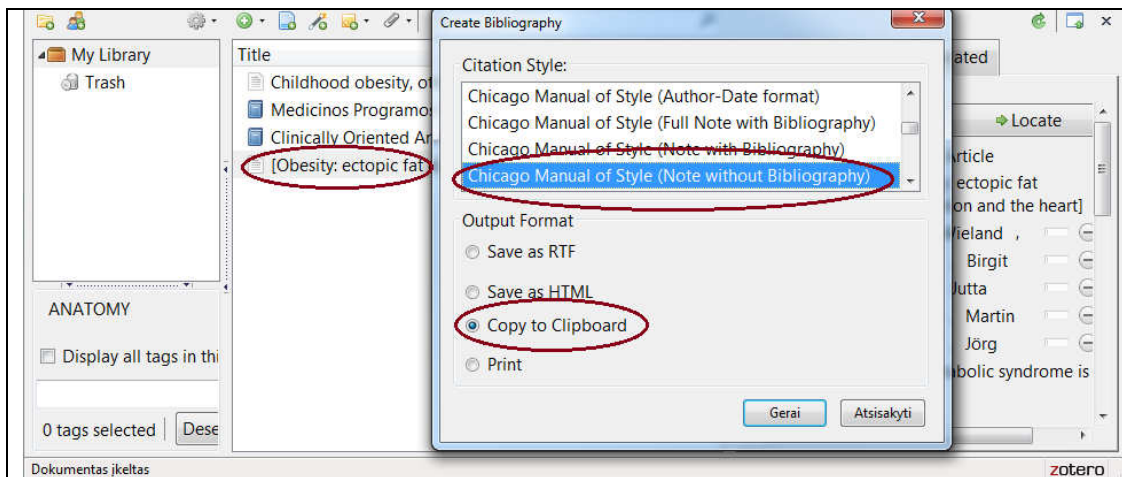 Create Bibliography
My Library
Trash
ANATOMY
Display all tags in thi
0 tags selected
Dese
Title
Childhood obesity, ot
Medicinos Programos
Clinically Oriented An
[Obesity: ectopic fat
Citation Style:
Chicago Manual of Style (Author-Date format)
Chicago Manual of Style (Full Note with Bibliography)
Chicago Manual of Style (Note with Bibliography)
Chicago Manual of Style (Note without Bibliography)
Output Format
Save as RTF
Save as HTML
Copy to Clipboard
Print
Gerai
Atsisakyti
ated
Locate
Article
ectopic fat
on and the heart]
Wieland ,
Birgit
Jutta
Martin
Jörg
abolic syndrome is
Dokumentas įkeltas
zotero